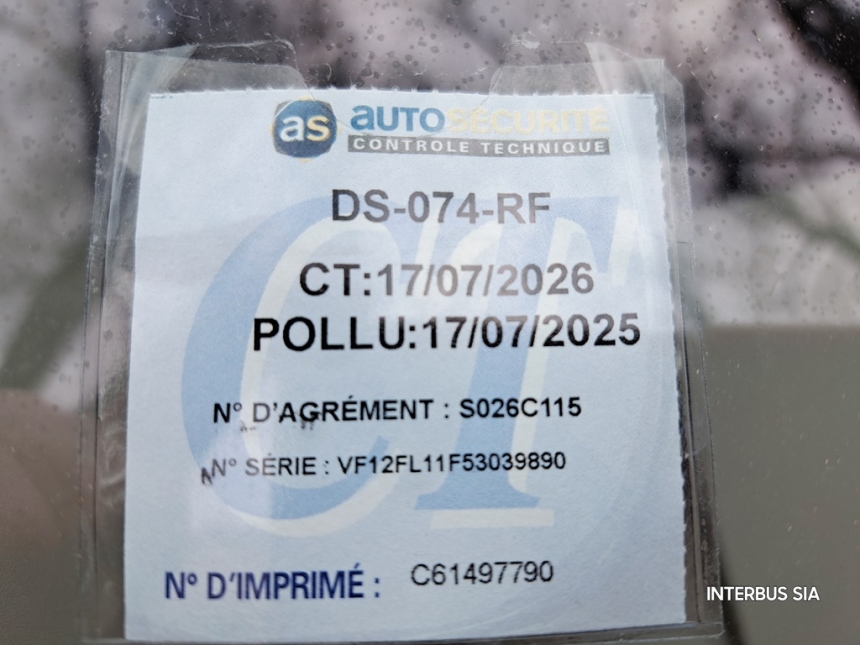 as AUTOSÉCURITÉ
CONTROLE TECHNIQUE
DS-074-RF
CT:17/07/2026
POLLU:17/07/2025
N° D'AGRÉMENT : S026C115
N° SÉRIE : VF12FL11F53039890
N° D'IMPRIMÉ : C61497790
CT
INTERBUS SIA